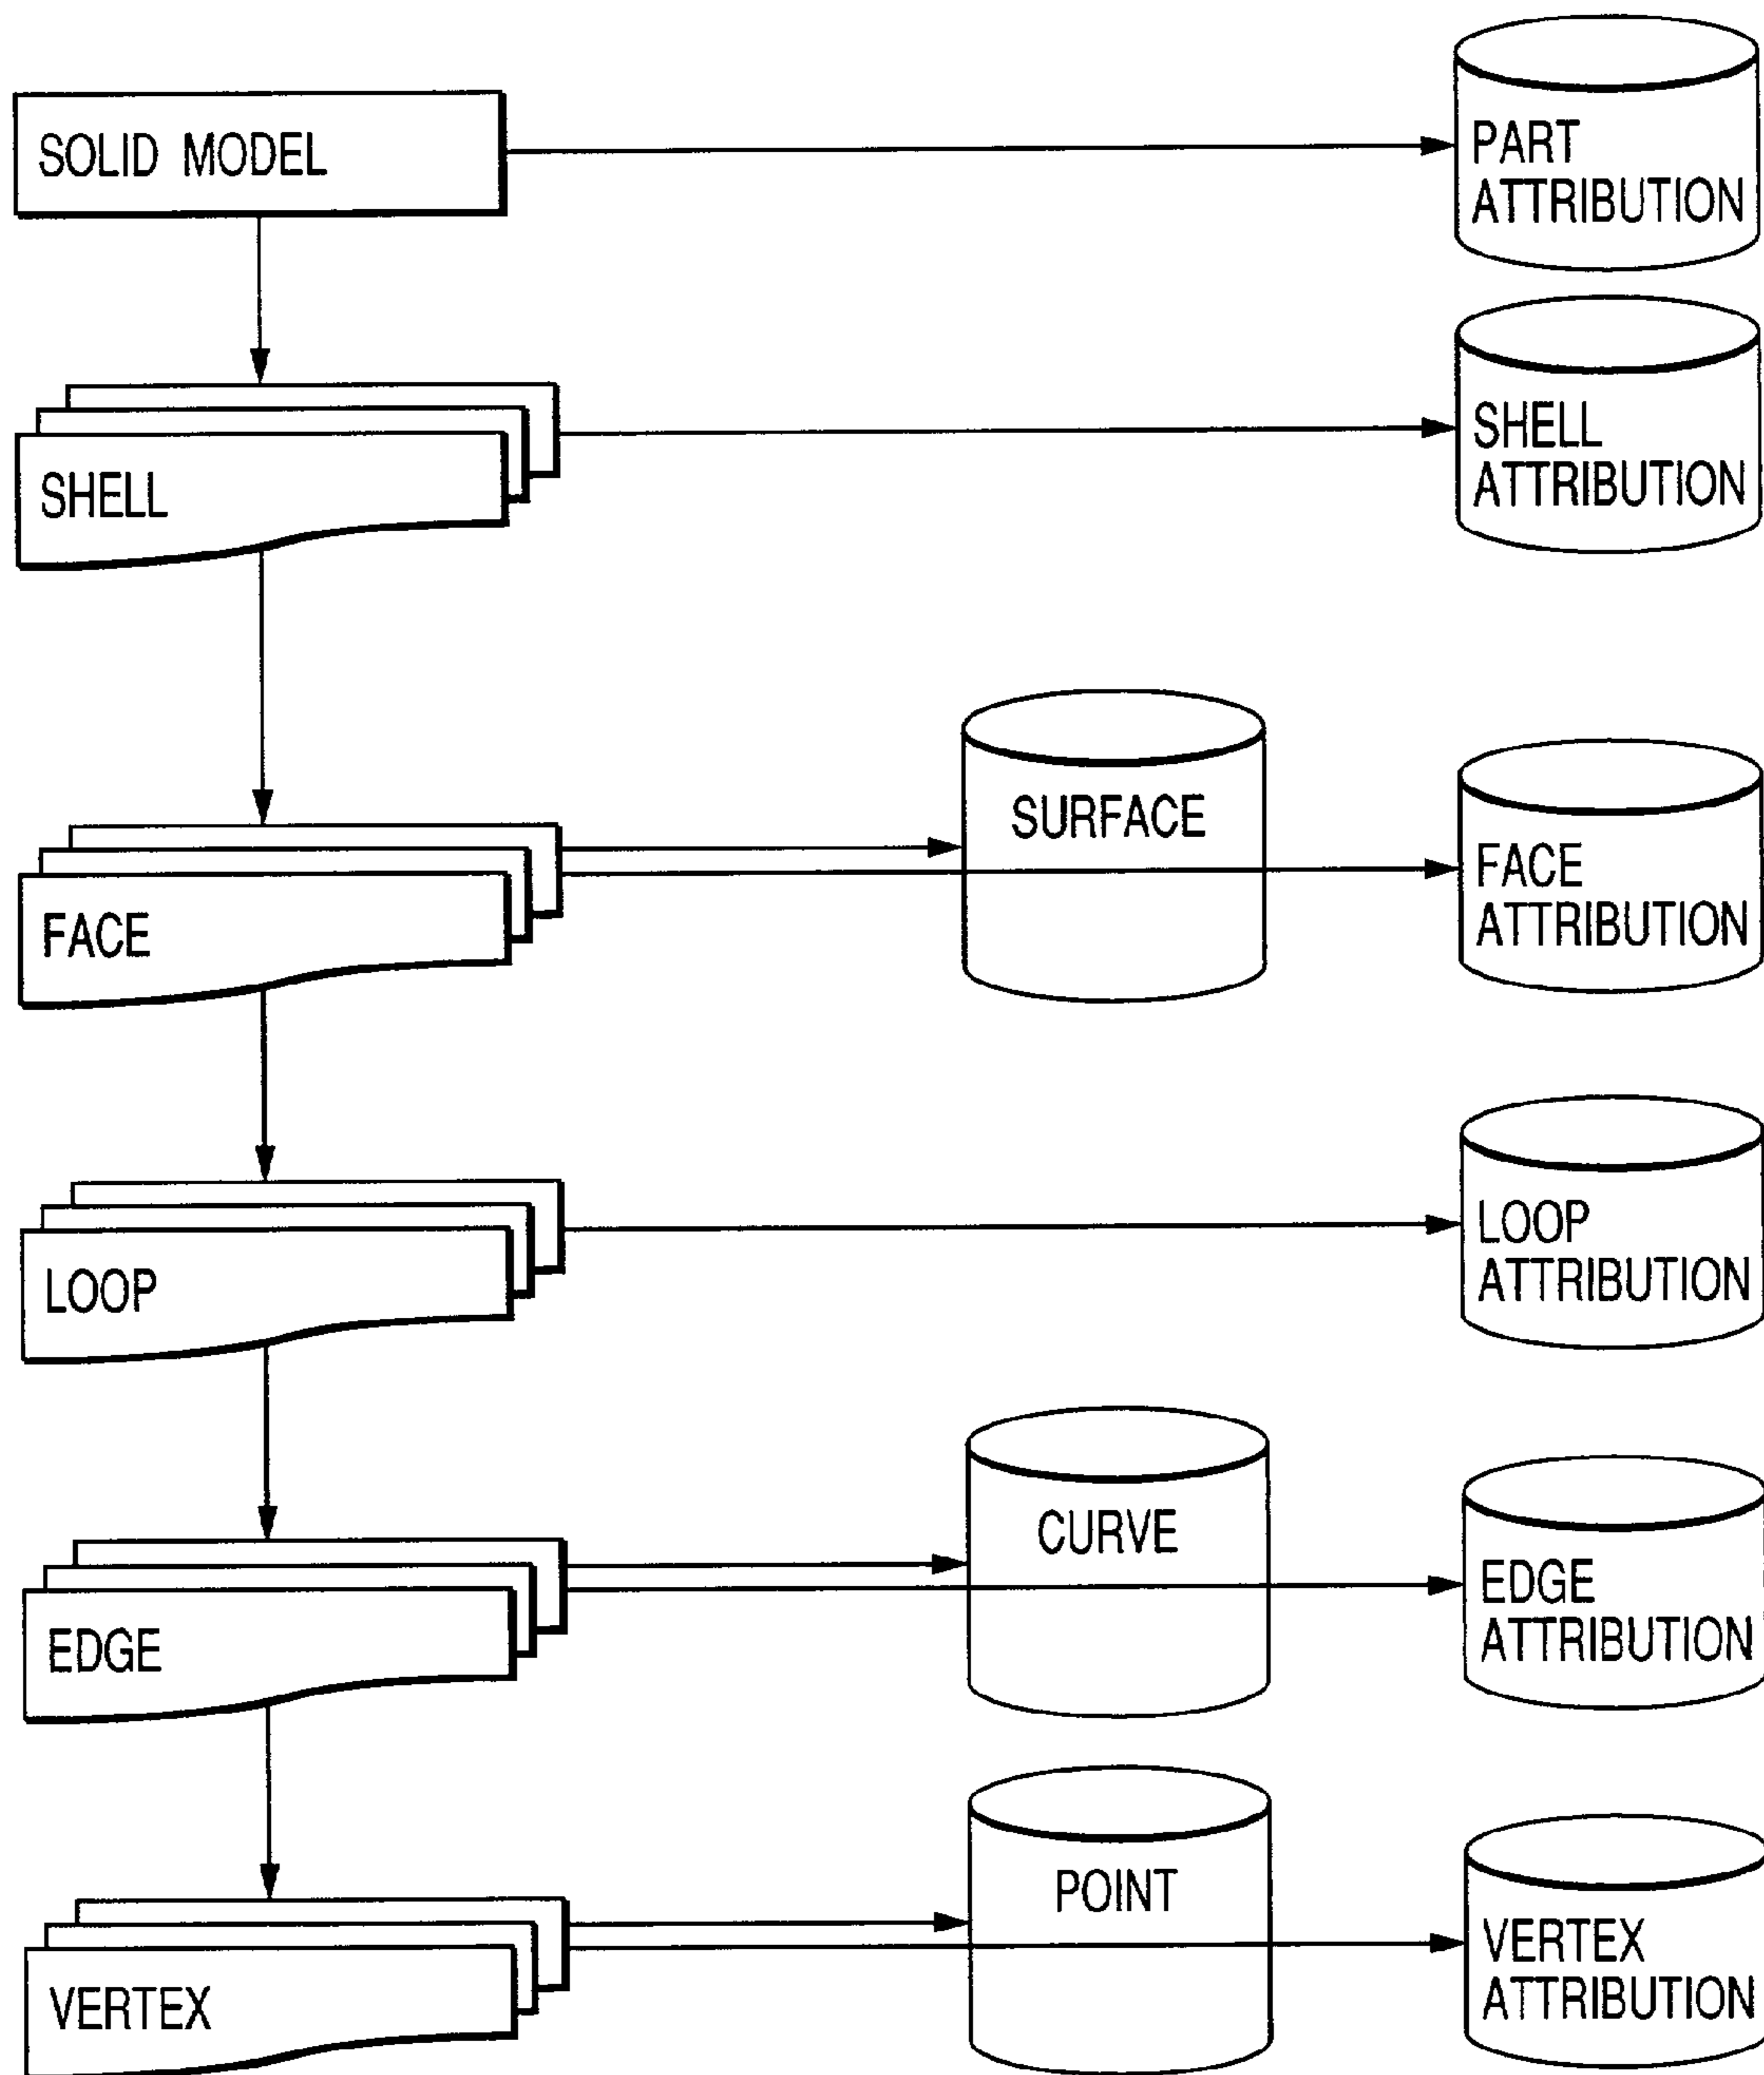 SOLID MODEL
PART
ATTRIBUTION
SHELL
SHELL
ATTRIBUTION
FACE
SURFACE
FACE
ATTRIBUTION
LOOP
LOOP
ATTRIBUTION
EDGE
CURVE
EDGE
ATTRIBUTION
VERTEX
POINT
VERTEX
ATTRIBUTION